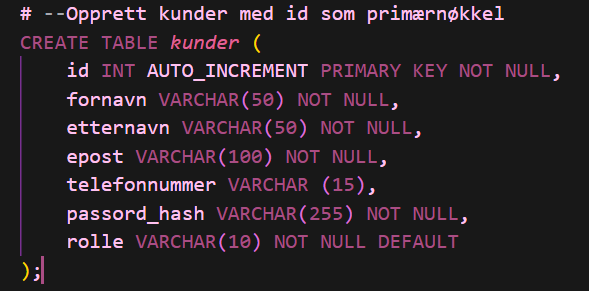 # --Opprett kunder med id som primærnøkkel
CREATE TABLE kunder (
id INT AUTO_INCREMENT PRIMARY KEY NOT NULL,
fornavn VARCHAR(50) NOT NULL,
etternavn VARCHAR(50) NOT NULL,
epost VARCHAR(100) NOT NULL,
telefonnummer VARCHAR (15),
passord_hash VARCHAR(255) NOT NULL,
rolle VARCHAR(10) NOT NULL DEFAULT
);